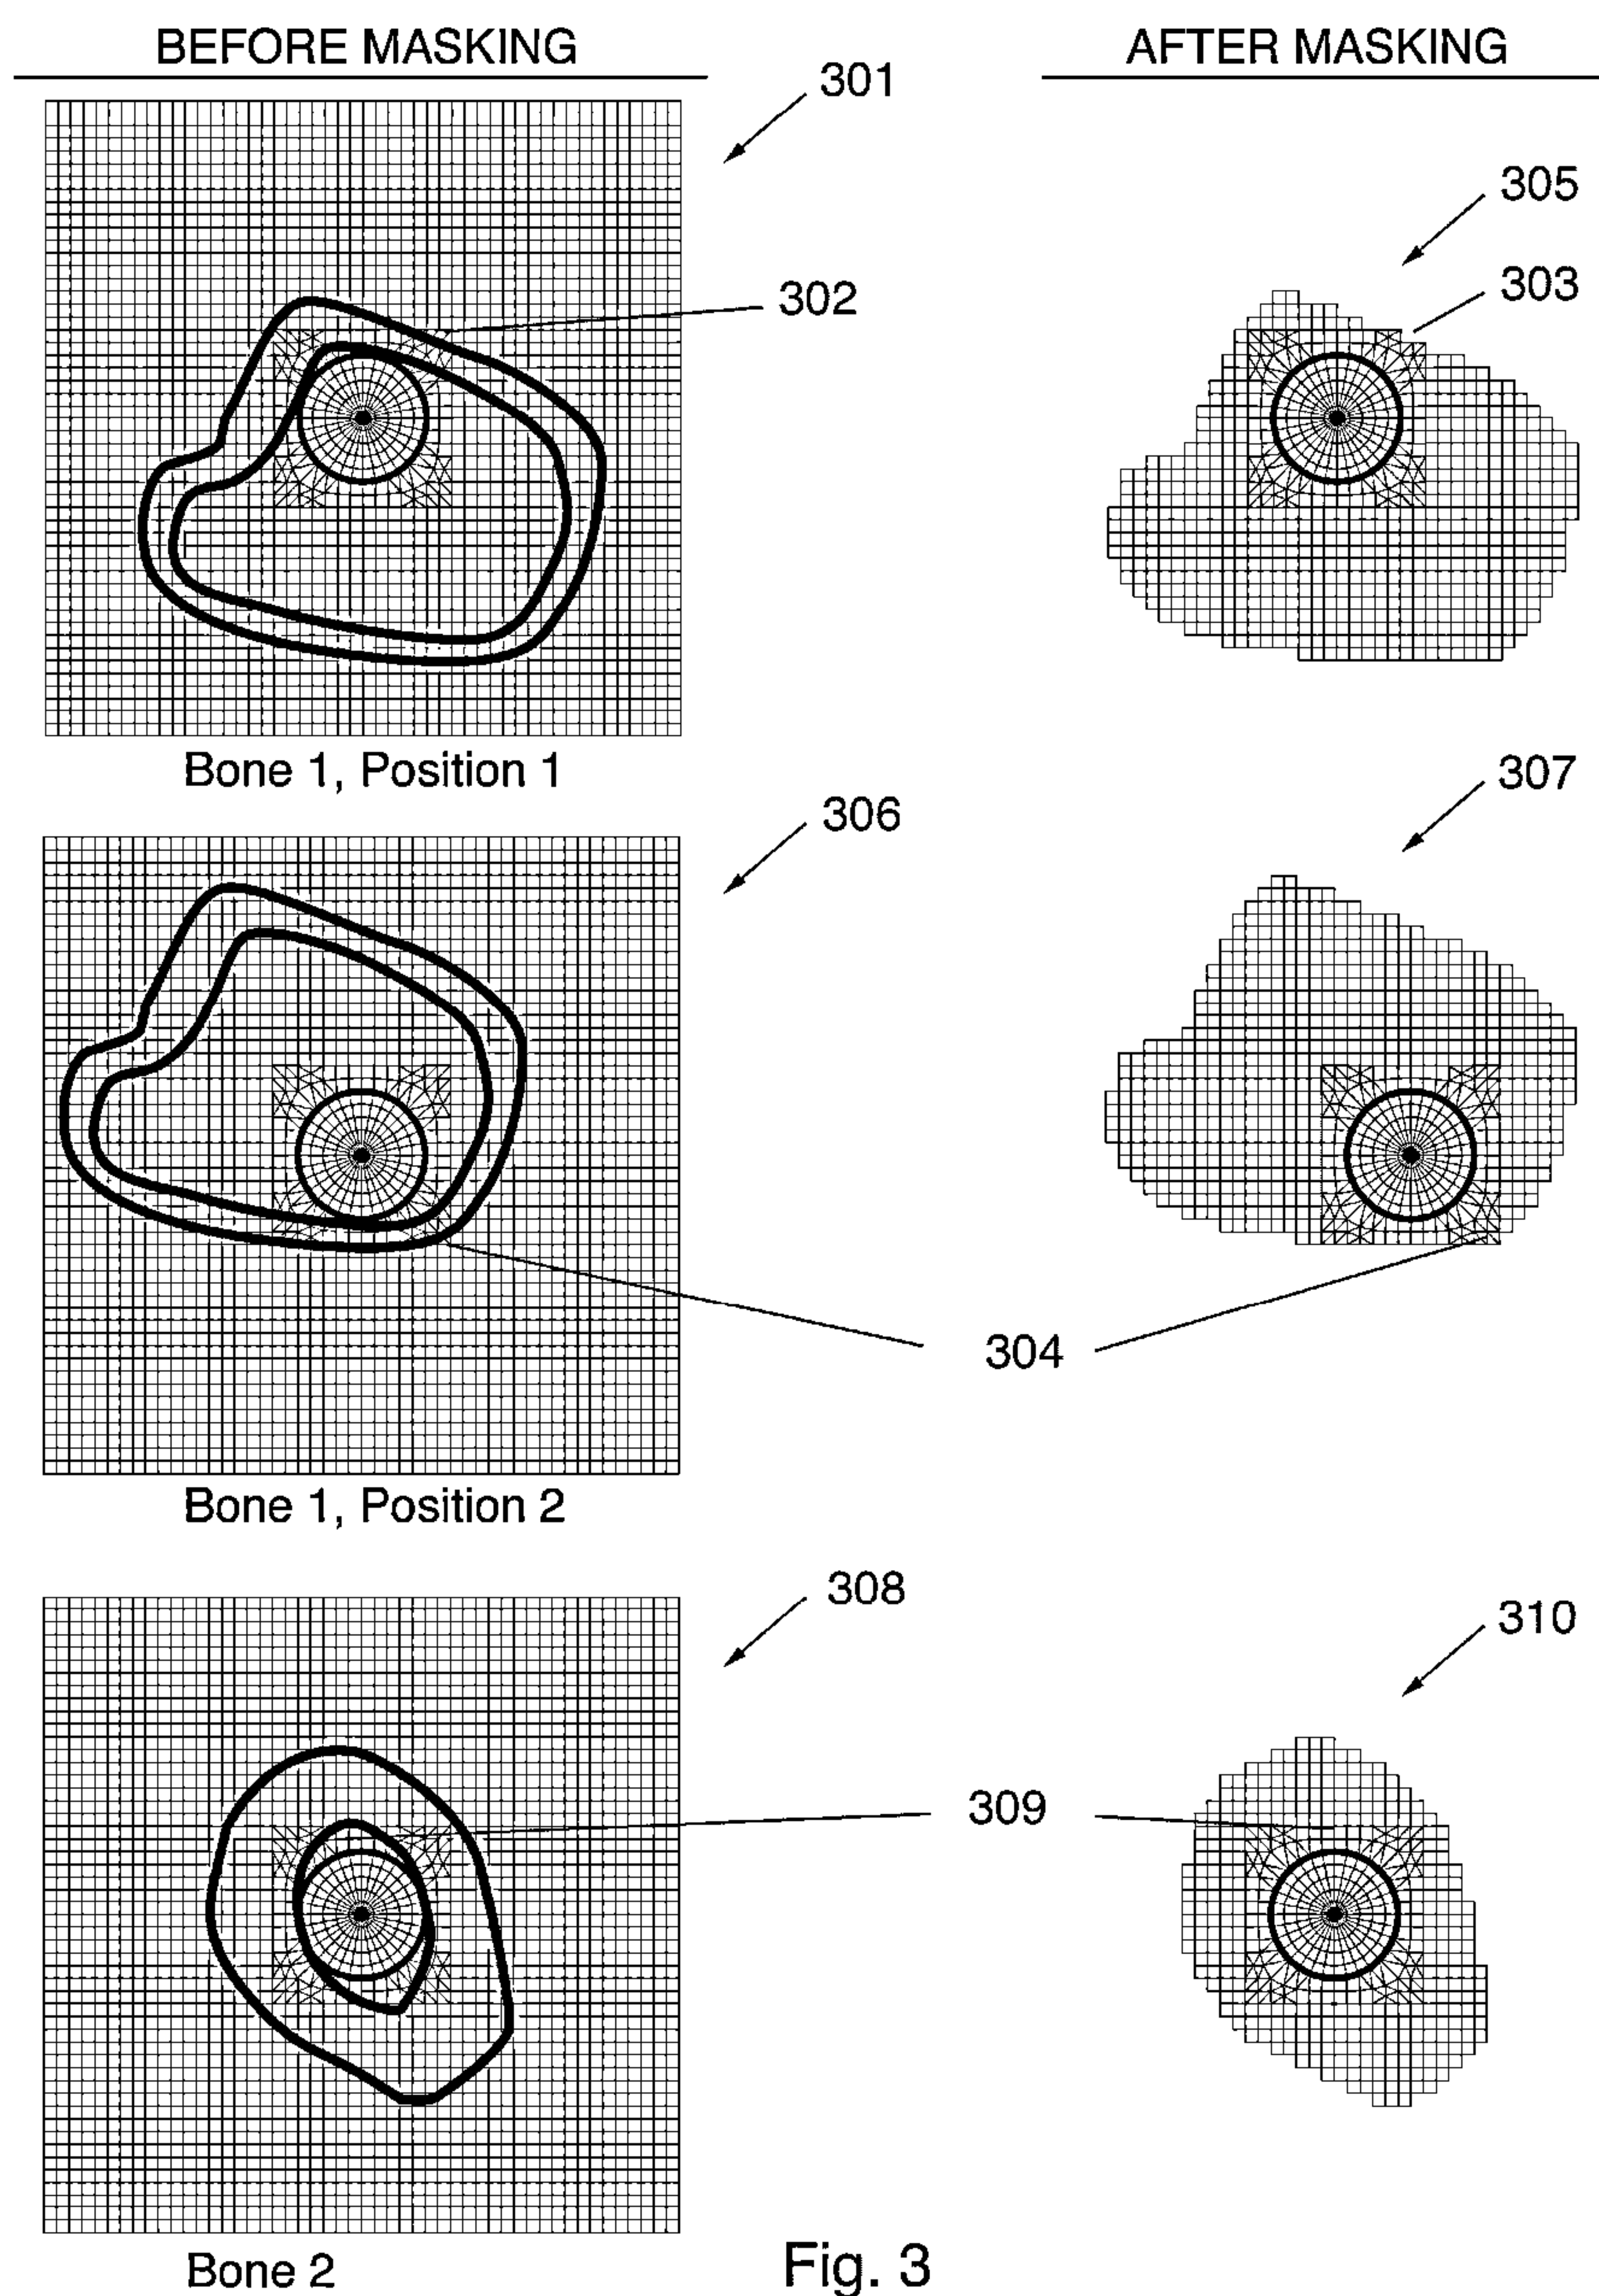 BEFORE MASKING
AFTER MASKING
301
305
303
302
Bone 1, Position 1
307
306
304
Bone 1, Position 2
308
310
309
Bone 2
Fig. 3